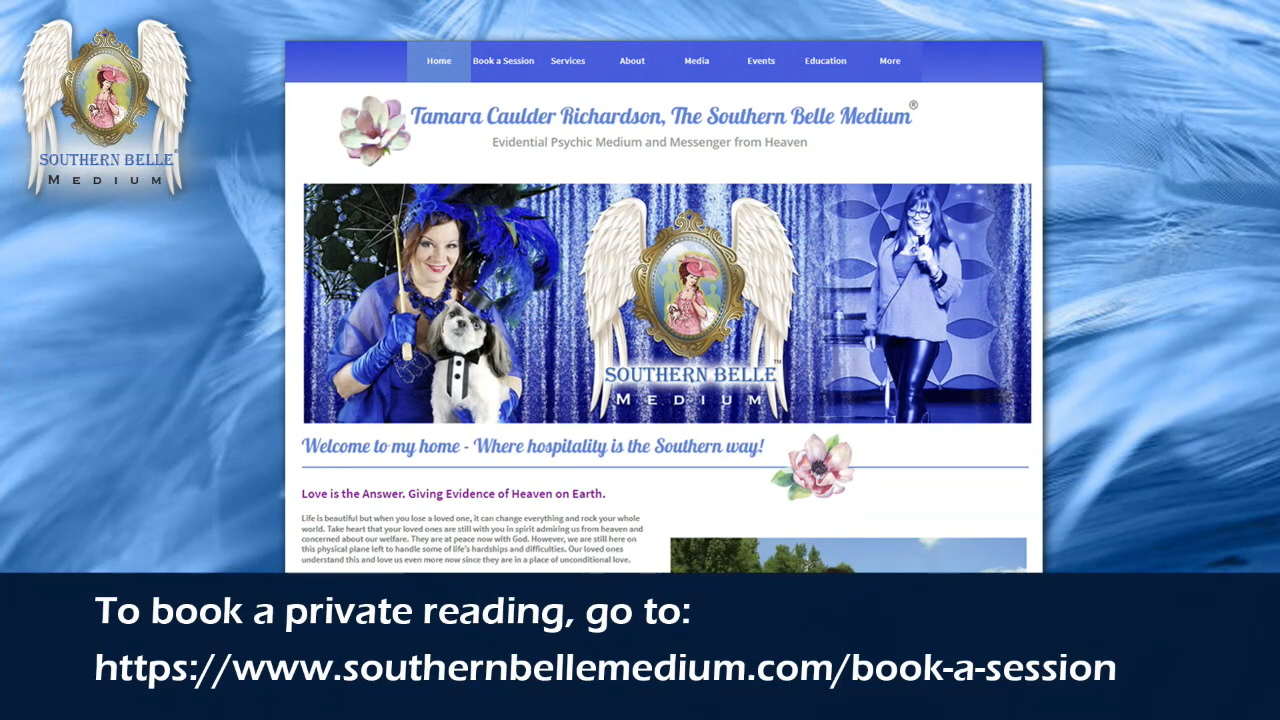 SOUTHERN BELLE®
MEDIUM
Home Book a Session Services About Media Events Education More
Tamara Caulder Richardson, The Southern Belle Medium®
Evidential Psychic Medium and Messenger from Heaven
SOUTHERN BELLE™
MEDIUM
Welcome to my home - Where hospitality is the Southern way!
Love is the Answer. Giving Evidence of Heaven on Earth.
Life is beautiful but when you lose a loved one, it can change everything and rock your whole
world. Take heart that your loved ones are still with you in spirit admiring us from heaven and
concerned about our welfare. They are at peace now with God. However, we are still here on
this physical plane left to handle some of life's hardships and difficulties. Our loved ones
understand this and love us even more now since they are in a place of unconditional love.
To book a private reading, go to:
https://www.southernbellemedium.com/book-a-session